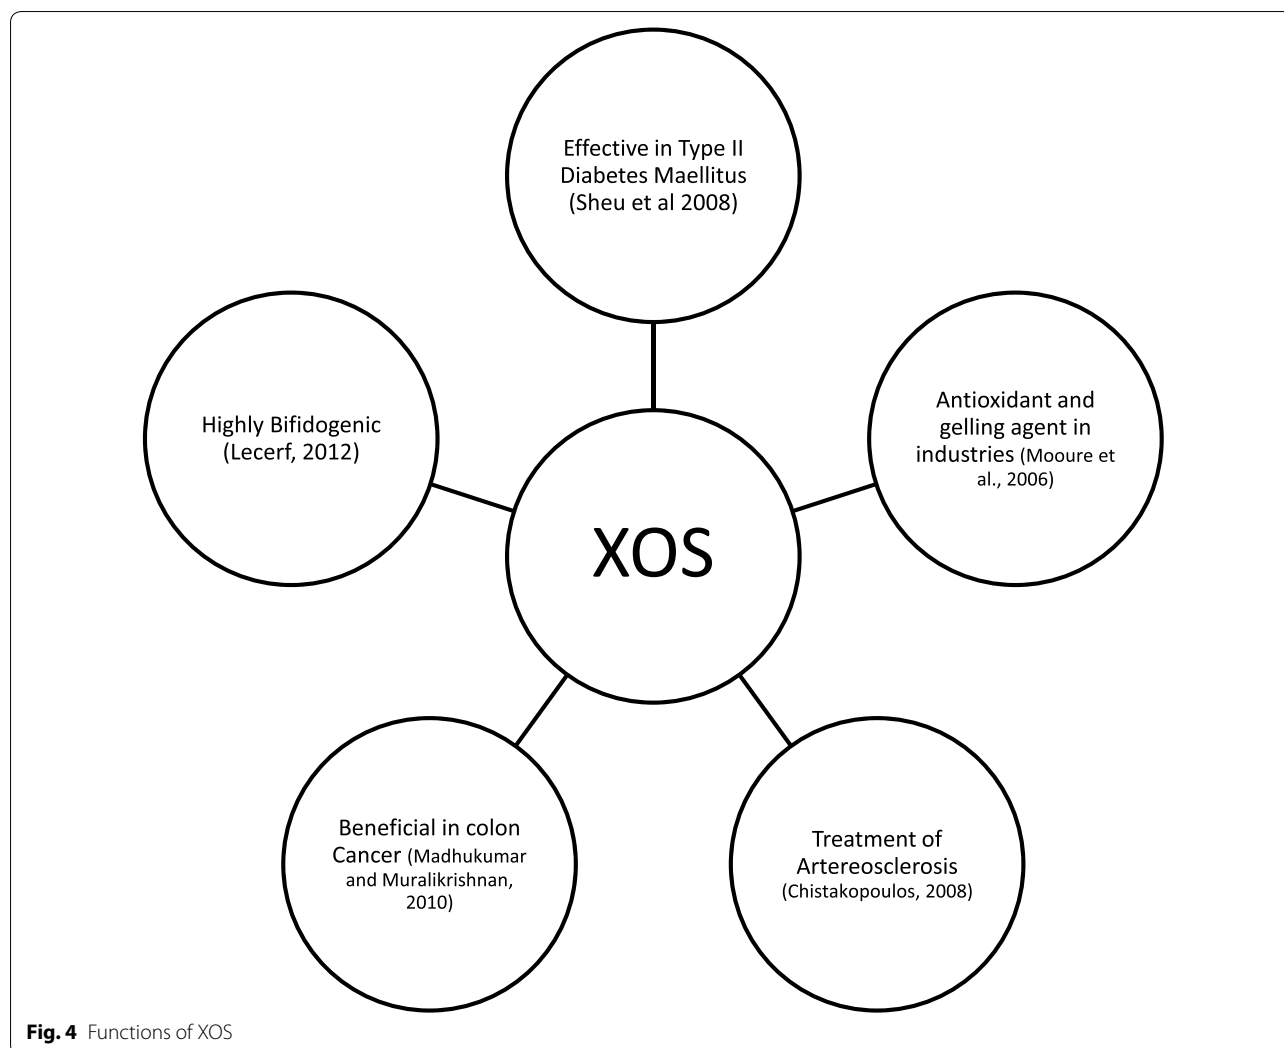 Effective in Type II
Diabetes Maellitus
(Sheu et al 2008)
Highly Bifidogenic
(Lecerf, 2012)
Antioxidant and
gelling agent in
industries (Mooure et
al., 2006)
XOS
Beneficial in colon
Cancer (Madhukumar
and Muralikrishnan,
2010)
Treatment of
Artereosclerosis
(Chistakopoulos, 2008)
Fig. 4 Functions of XOS